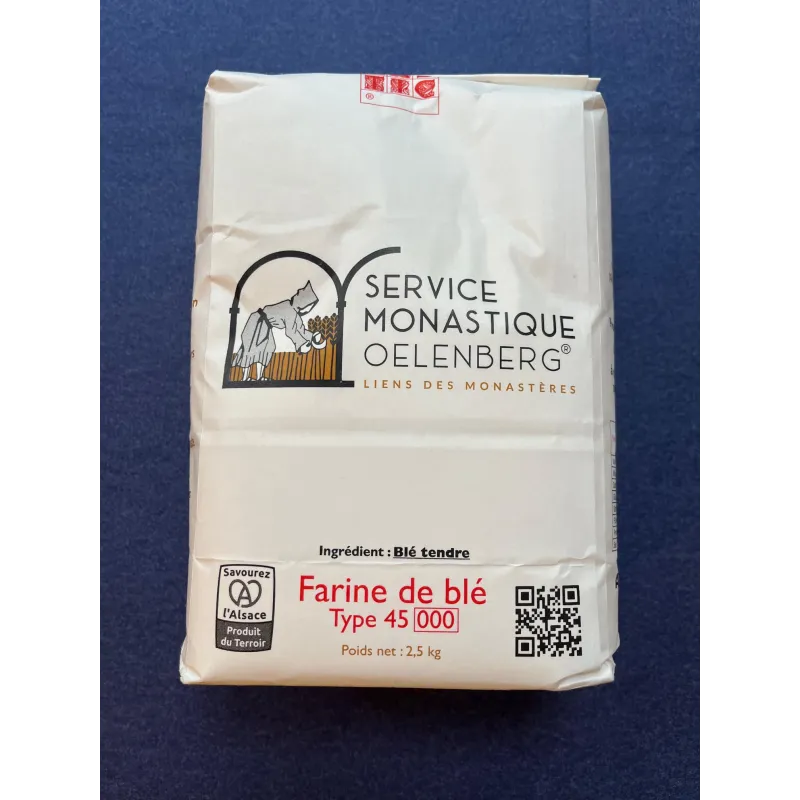 ®
SERVICE
MONASTIQUE
OELENBERG®
LIENS DES MONASTÈRES
Ingrédient : Blé tendre
Savourez
l'Alsace
Produit
du Terroir
Farine de blé
Type 45 000
Poids net : 2,5 kg